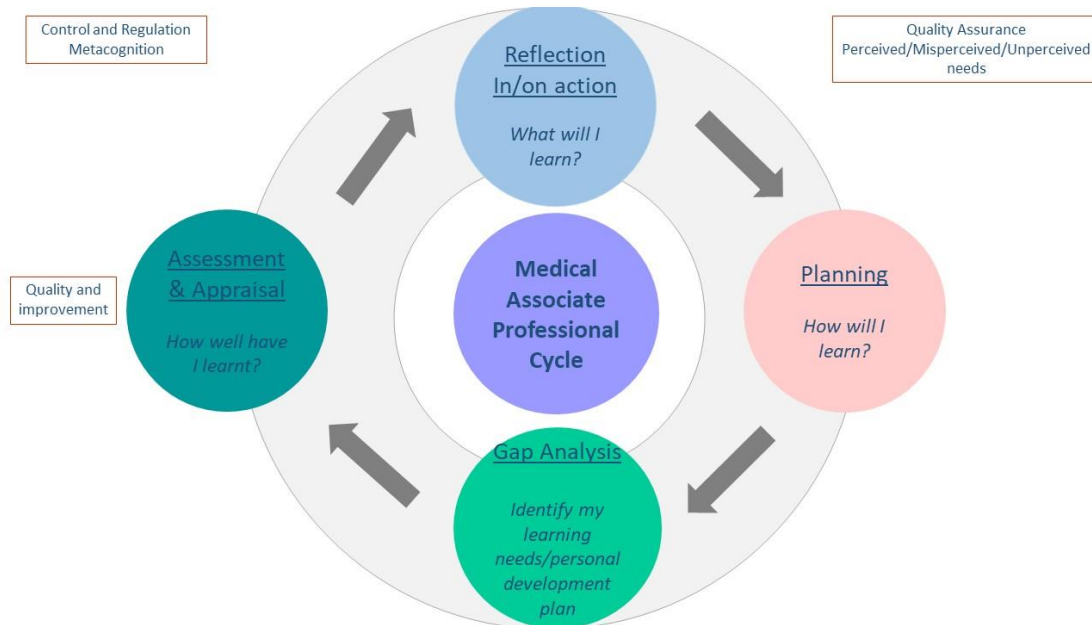 Control and Regulation
Metacognition
Reflection
In/on action
What will I
learn?
Quality Assurance
Perceived/Misperceived/Unperceived
needs
Assessment
& Appraisal
How well have
I learnt?
Quality and
improvement
Medical
Associate
Professional
Cycle
Planning
How will I
learn?
Gap Analysis
Identify my
learning
needs/personal
development
plan